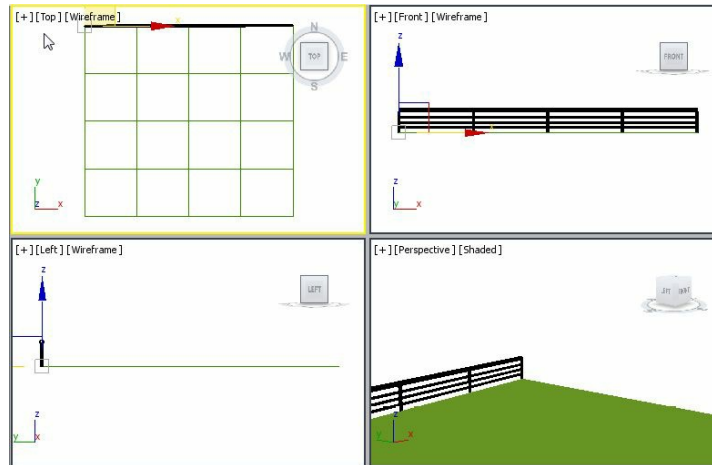 [+] [Top] [Wireframe]
x
N
W TOP E
S
y
z x
[+] [Front] [Wireframe]
z
FRONT
x
z
y x
[+] [Left] [Wireframe]
z
LEFT
z
y x
[+] [Perspective] [Shaded]
z
y x